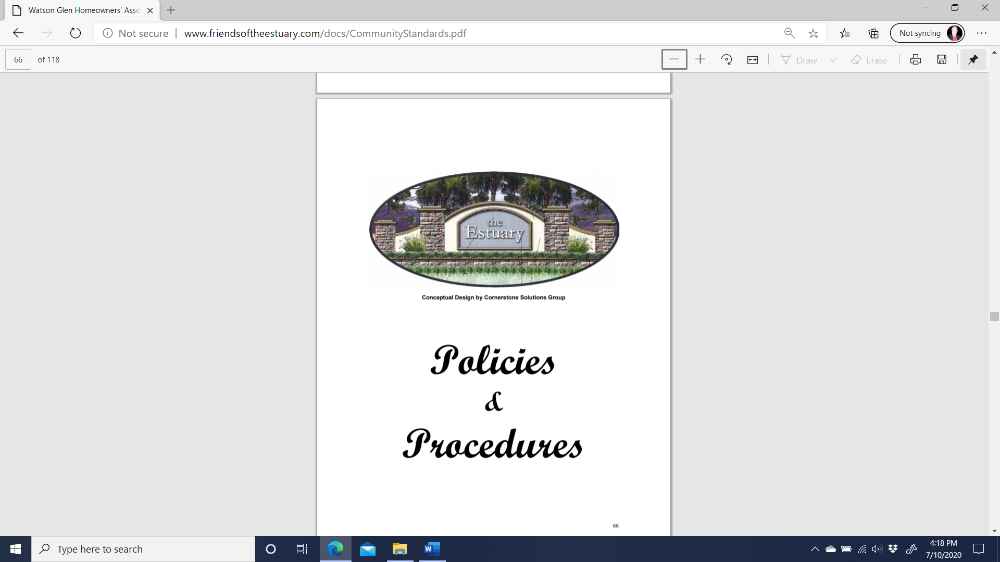 Watson Glen Homeowners' Asso
Not secure
www.friendsoftheestuary.com/docs/CommunityStandards.pdf
Not syncing
66 of 118
Draw
Erase
the
Estuary
Conceptual Design by Cornerstone Solutions Group
Policies
&
Procedures
66
Type here to search
4:18 PM
7/10/2020